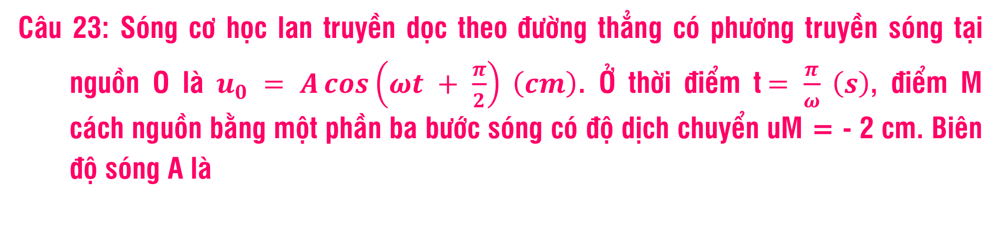 Câu 23: Sóng cơ học lan truyền dọc theo đường thẳng có phương truyền sóng tại
nguồn O là $u_0 = A cos\left(\omega t + \frac{\pi}{2}\right) (cm)$. Ở thời điểm t = $\frac{\pi}{\omega}$ (s), điểm M
cách nguồn bằng một phần ba bước sóng có độ dịch chuyển uM = - 2 cm. Biên
độ sóng A là